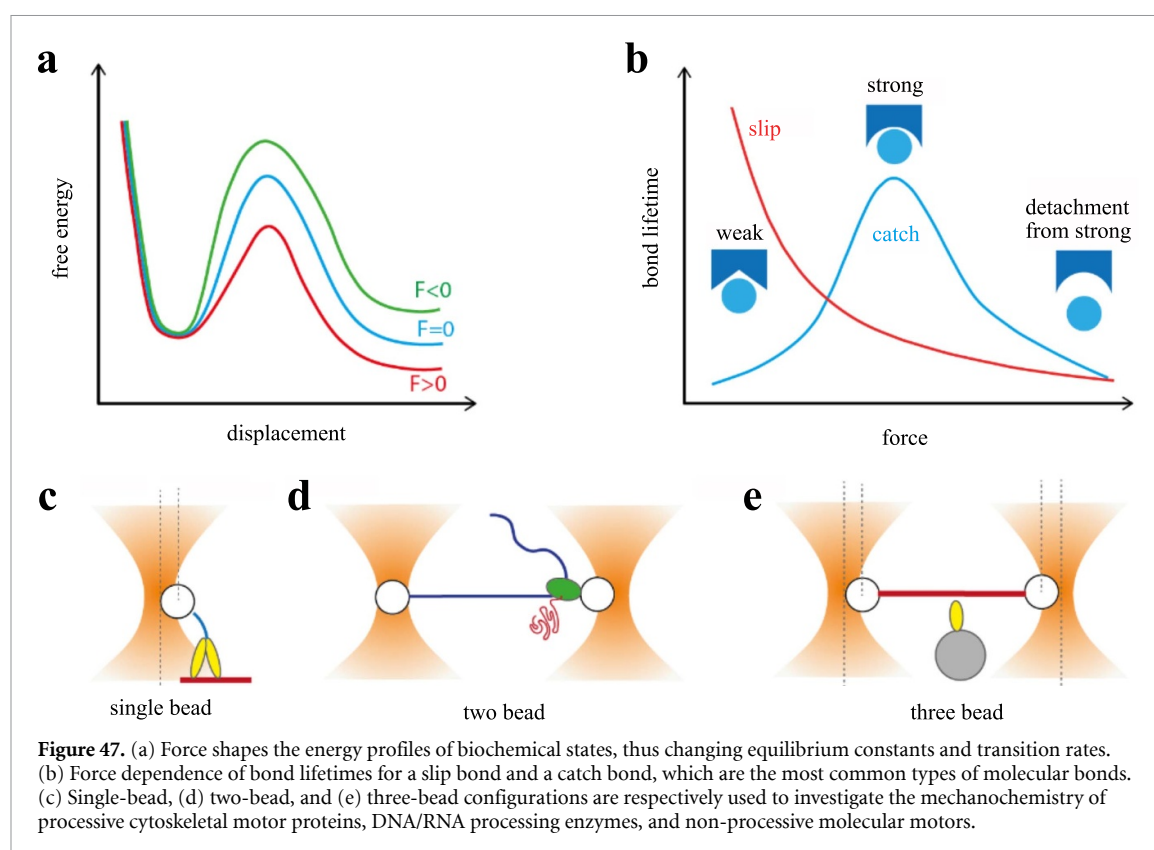 a
free energy
F<0
F=0
F>0
displacement
b
bond lifetime
slip
strong
weak
catch
detachment
from strong
force
c
single bead
d
two bead
e
three bead
Figure 47. (a) Force shapes the energy profiles of biochemical states, thus changing equilibrium constants and transition rates.
(b) Force dependence of bond lifetimes for a slip bond and a catch bond, which are the most common types of molecular bonds.
(c) Single-bead, (d) two-bead, and (e) three-bead configurations are respectively used to investigate the mechanochemistry of
processive cytoskeletal motor proteins, DNA/RNA processing enzymes, and non-processive molecular motors.